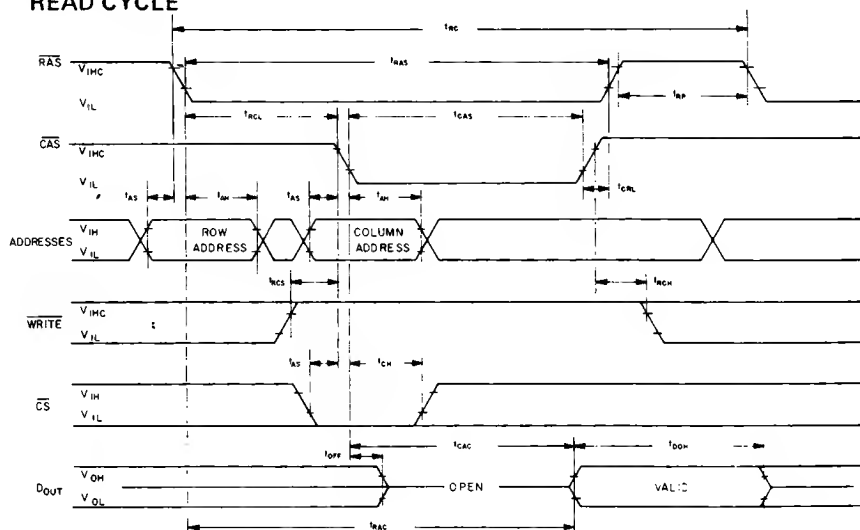 READ CYCLE
tRC
RAS
VIHC
VIL
tRAS
tRP
tRCL
tCAS
CAS
VIHC
VIL
tCRL
tAS
tAH
tAS
tAH
ADDRESSES
VIH
VIL
ROW
ADDRESS
COLUMN
ADDRESS
tRCS
tRCH
WRITE
VIHC
VIL
tAS
tCH
CS
VIH
VIL
tOFF
tCAC
tDOH
DOUT
VOH
VOL
OPEN
VALID
tRAC